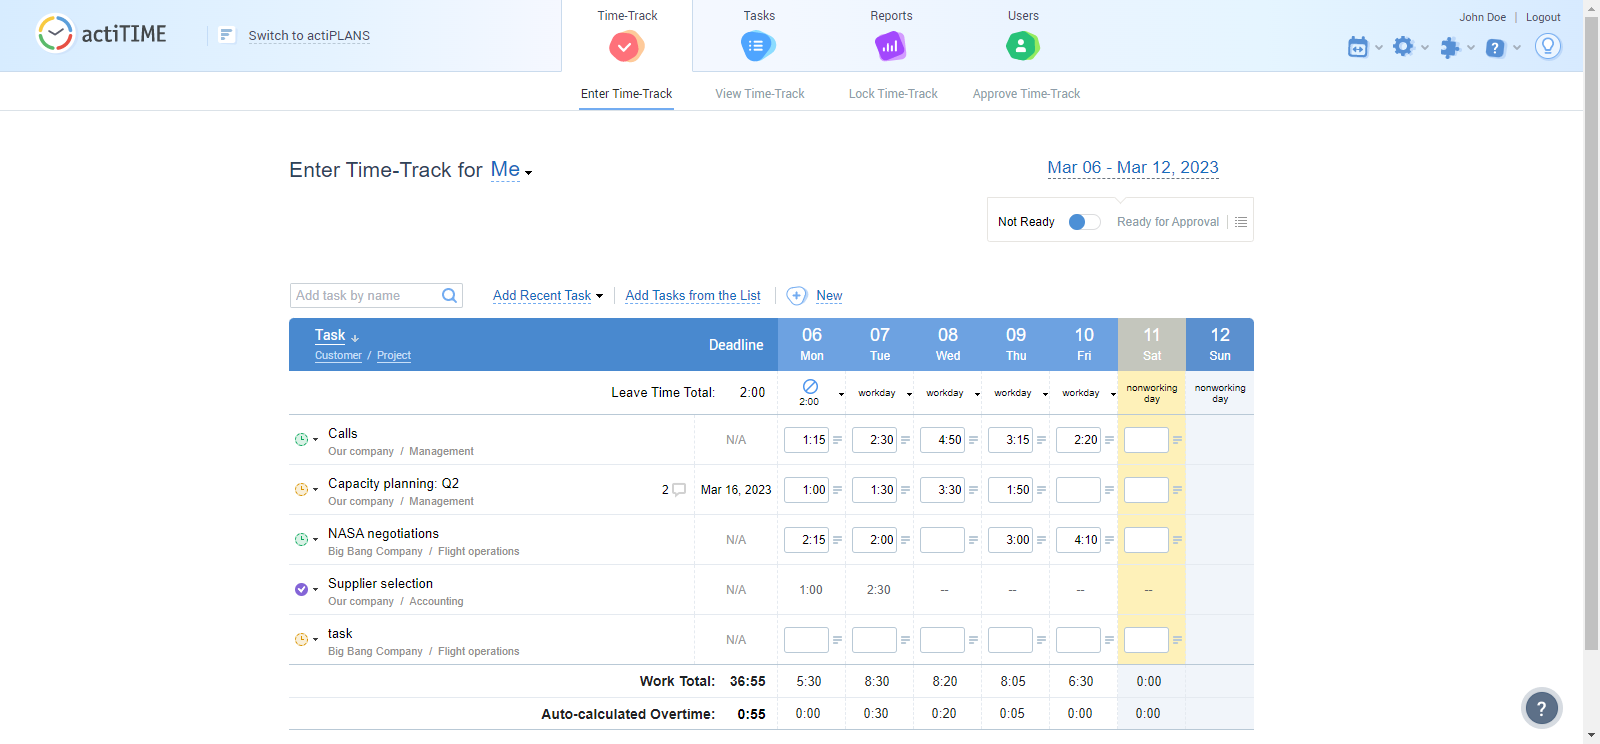 actiTIME
Switch to actiPLANS
Time-Track
Tasks
Reports
Users
John Doe | Logout
Enter Time-Track
View Time-Track
Lock Time-Track
Approve Time-Track
Enter Time-Track for Me
Mar 06 - Mar 12, 2023
Not Ready
Ready for Approval
Add task by name
Add Recent Task
Add Tasks from the List
New
Task ↓
Customer / Project
Deadline
06 Mon
07 Tue
08 Wed
09 Thu
10 Fri
11 Sat
12 Sun
Leave Time Total: 2:00
2:00
workday
workday
workday
workday
nonworking day
nonworking day
Calls
Our company / Management
N/A 1:15 2:30 4:50 3:15 2:20
Capacity planning: Q2
Our company / Management
2 Mar 16, 2023 1:00 1:30 3:30 1:50
NASA negotiations
Big Bang Company / Flight operations
N/A 2:15 2:00 3:00 4:10
Supplier selection
Our company / Accounting
N/A 1:00 2:30 -- -- -- --
task
Big Bang Company / Flight operations
N/A
Work Total: 36:55 5:30 8:30 8:20 8:05 6:30 0:00
Auto-calculated Overtime: 0:55 0:00 0:30 0:20 0:05 0:00 0:00
?